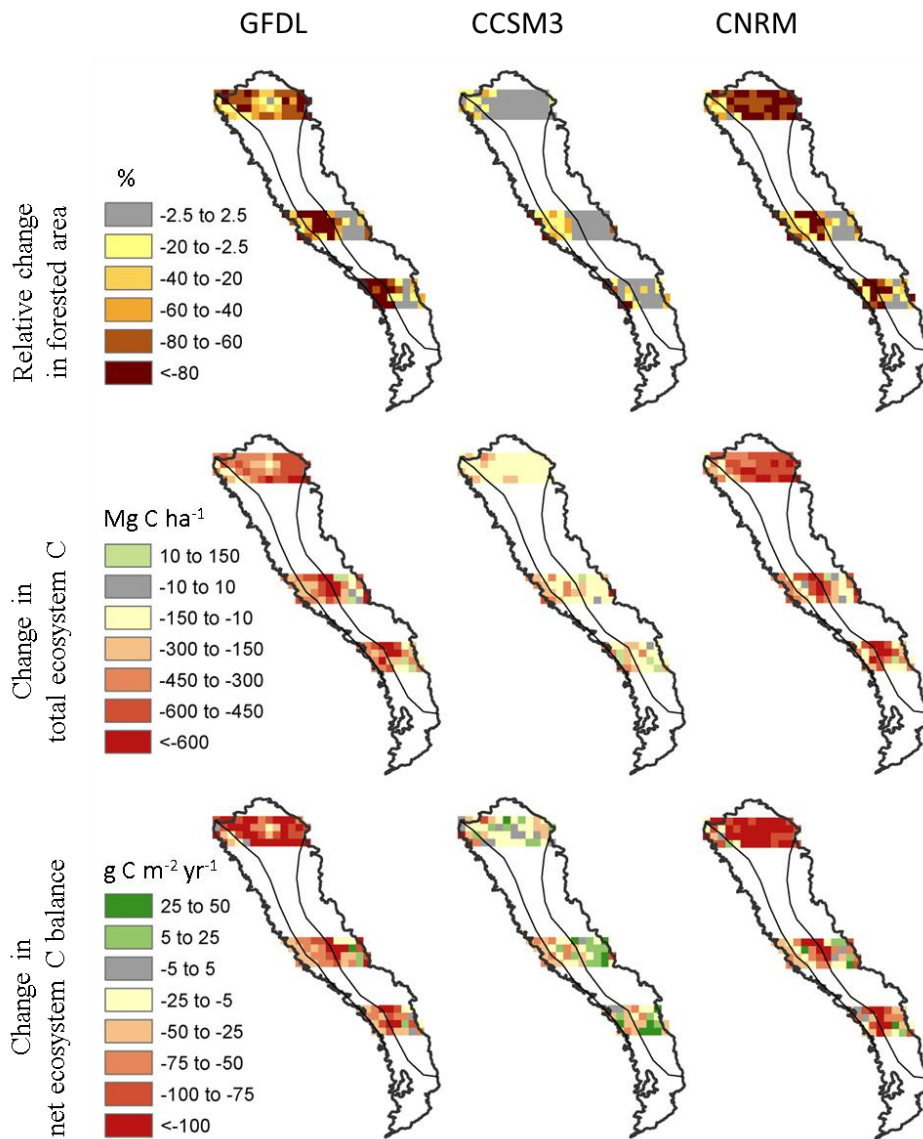 GFDL CCSM3 CNRM
Relative change
in forested area
%
-2.5 to 2.5
-20 to -2.5
-40 to -20
-60 to -40
-80 to -60
<-80
Change in
total ecosystem C
Mg C ha⁻¹
10 to 150
-10 to 10
-150 to -10
-300 to -150
-450 to -300
-600 to -450
<-600
Change in
net ecosystem C balance
g C m⁻² yr⁻¹
25 to 50
5 to 25
-5 to 5
-25 to -5
-50 to -25
-75 to -50
-100 to -75
<-100